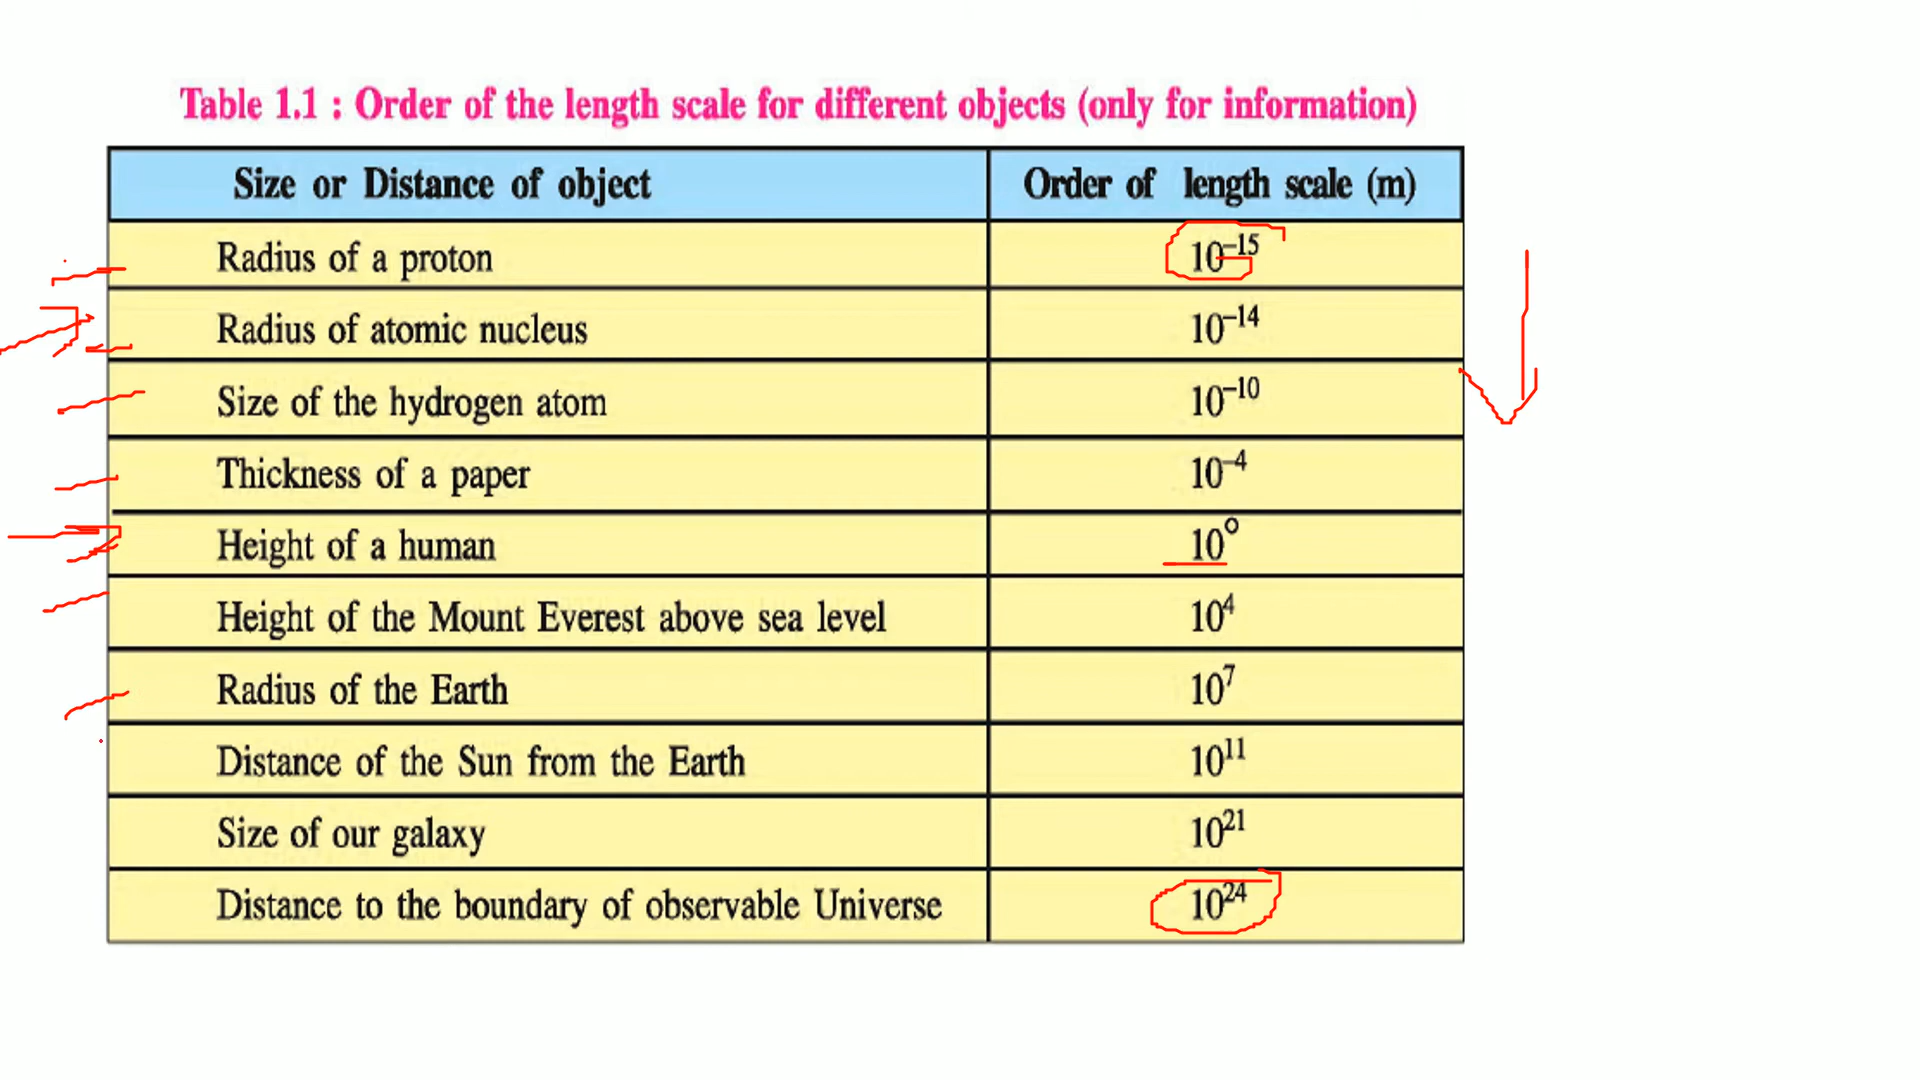 Table 1.1 : Order of the length scale for different objects (only for information)
Size or Distance of object Order of length scale (m)
Radius of a proton 10⁻¹⁵
Radius of atomic nucleus 10⁻¹⁴
Size of the hydrogen atom 10⁻¹⁰
Thickness of a paper 10⁻⁴
Height of a human 10⁰
Height of the Mount Everest above sea level 10⁴
Radius of the Earth 10⁷
Distance of the Sun from the Earth 10¹¹
Size of our galaxy 10²¹
Distance to the boundary of observable Universe 10²⁴